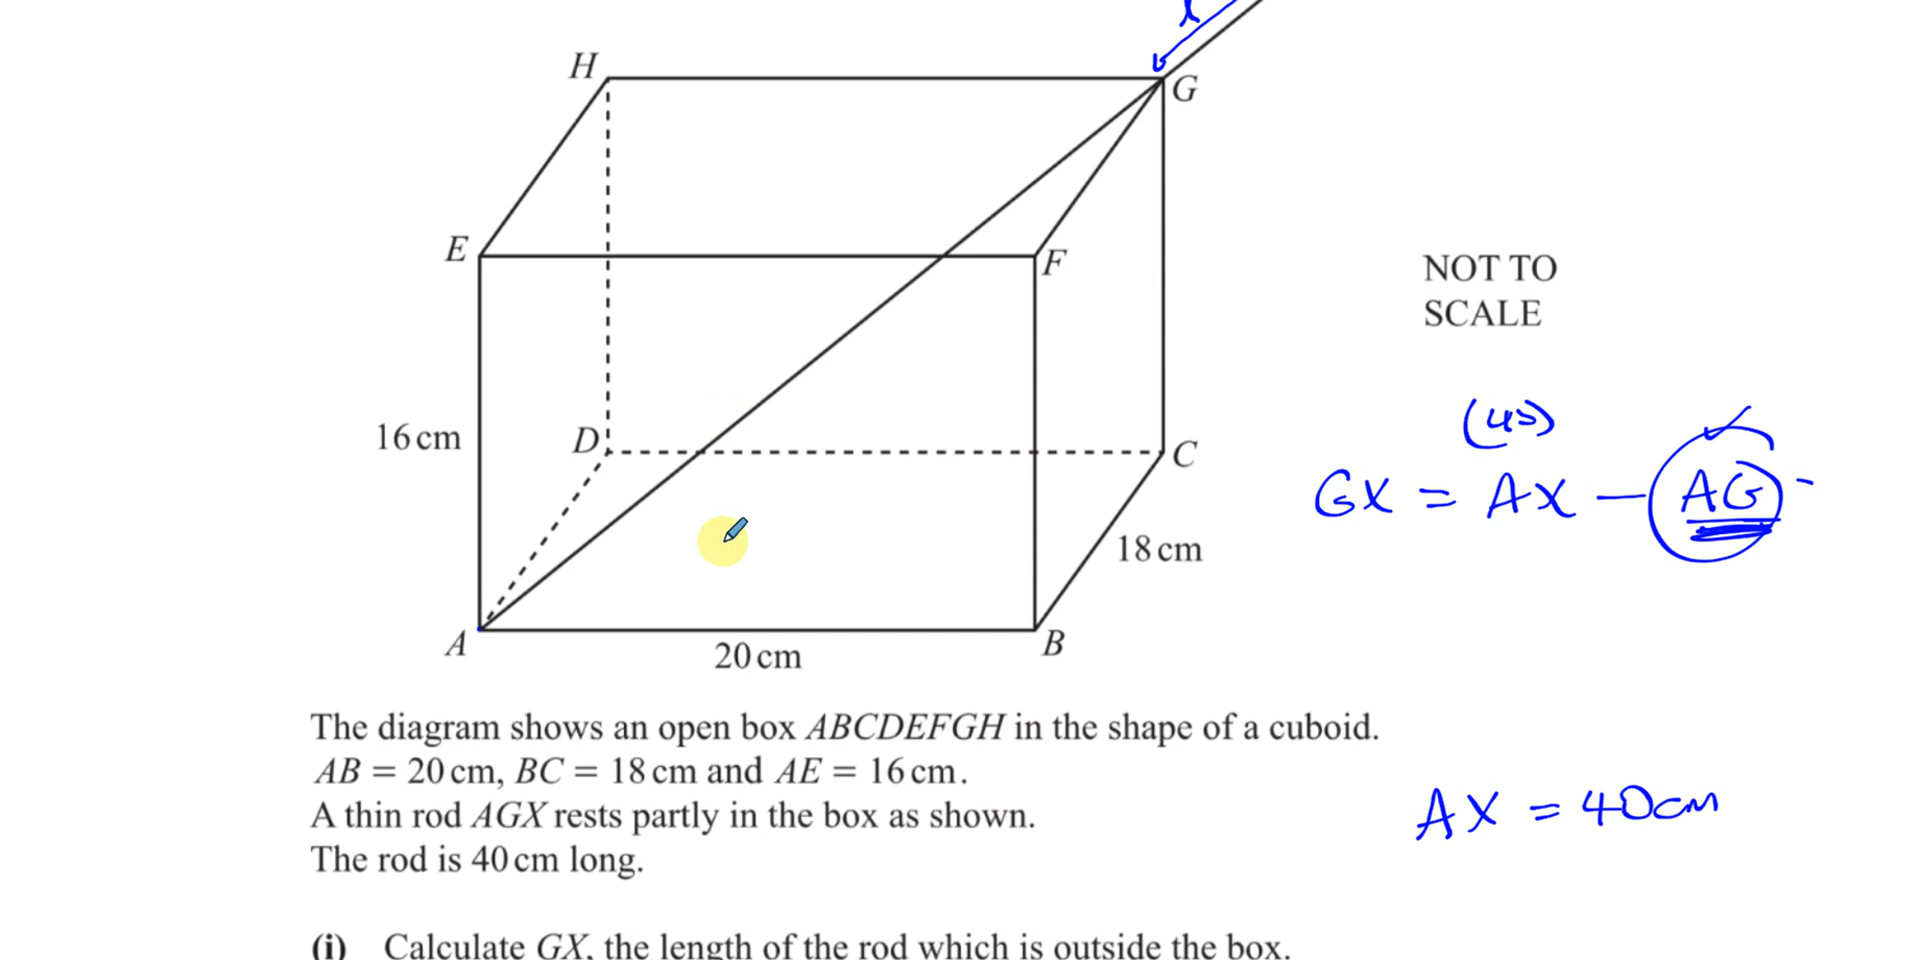 H
G
E
F
NOT TO
SCALE
(40)
16 cm
D
C
GX = AX − AG
18 cm
A
B
20 cm
The diagram shows an open box ABCDEFGH in the shape of a cuboid.
AB = 20 cm, BC = 18 cm and AE = 16 cm.
A thin rod AGX rests partly in the box as shown.
AX = 40cm
The rod is 40 cm long.
(i) Calculate GX, the length of the rod which is outside the box.